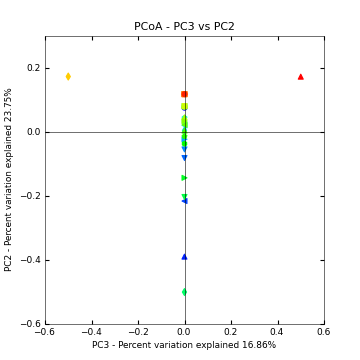 PCoA - PC3 vs PC2
PC2 - Percent variation explained 23.75%
0.2
0.0
−0.2
−0.4
−0.6
−0.6 −0.4 −0.2 0.0 0.2 0.4 0.6
PC3 - Percent variation explained 16.86%